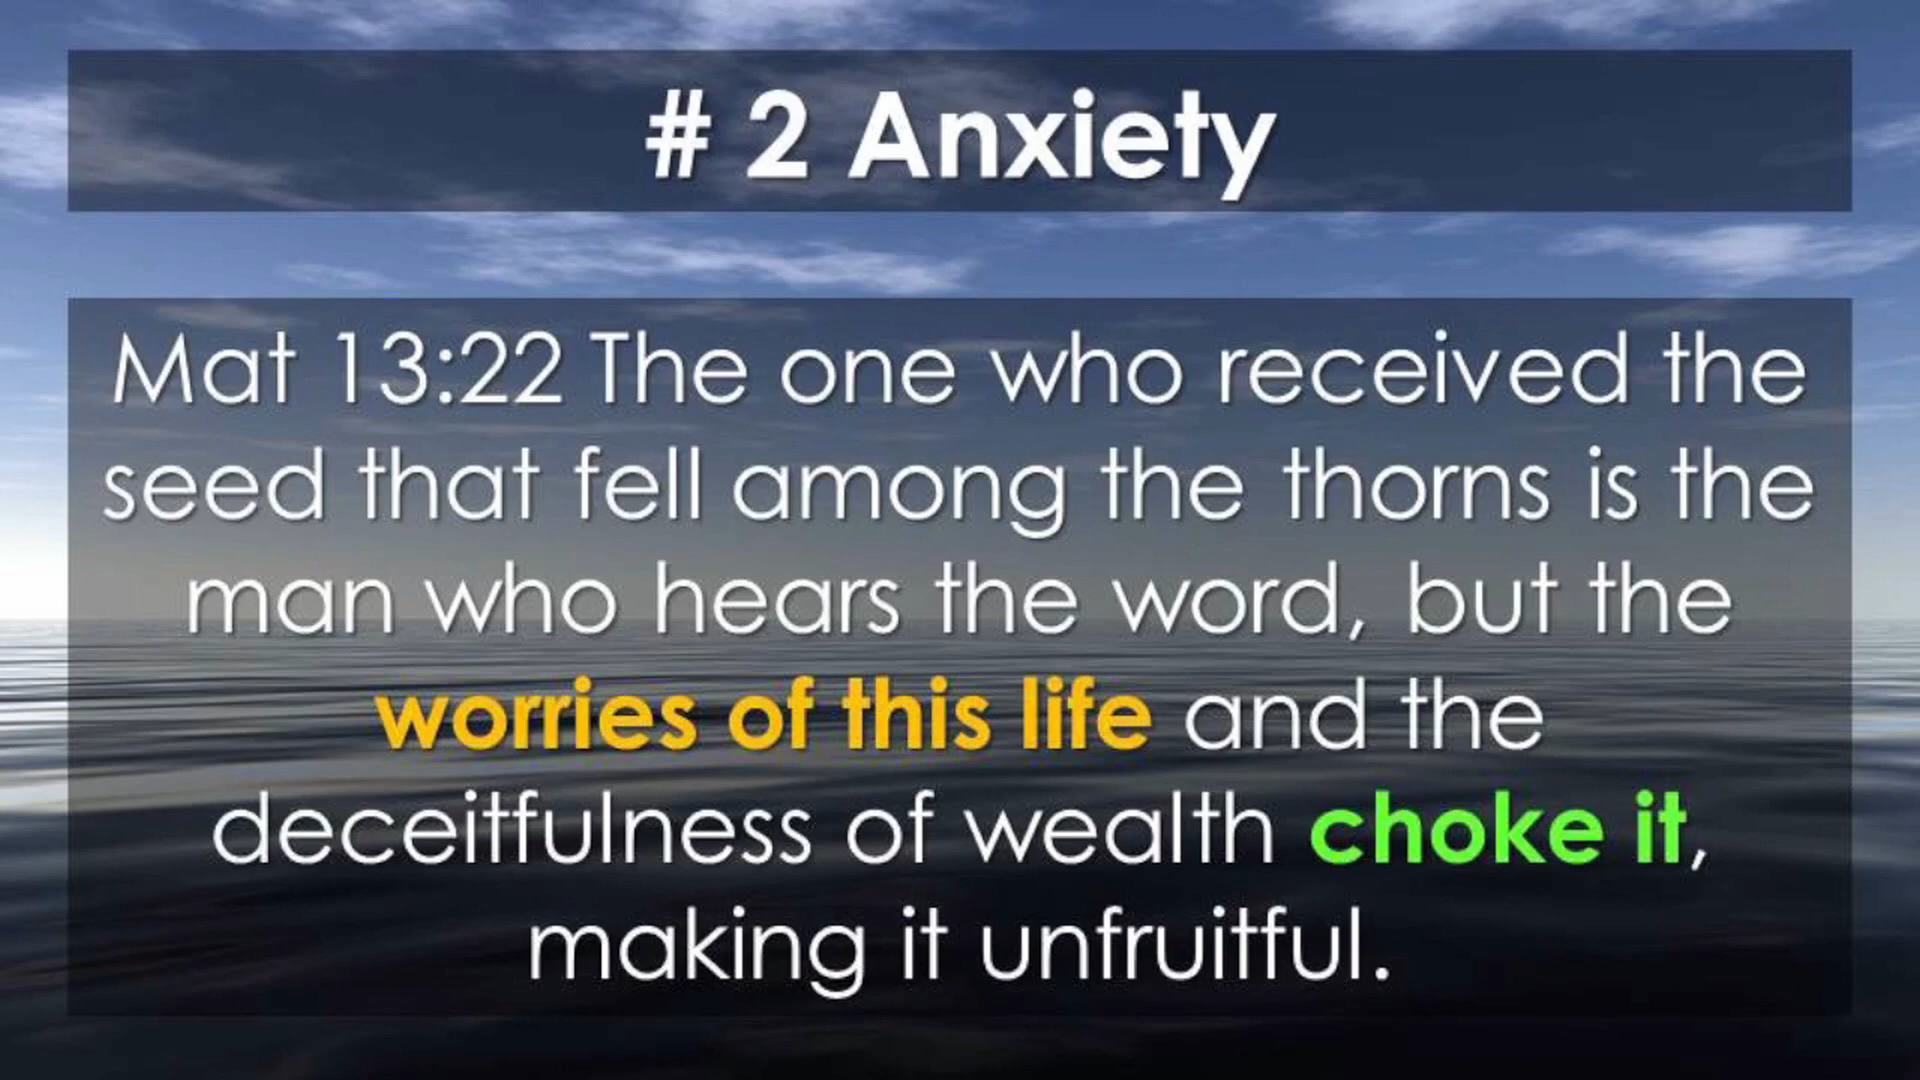 # 2 Anxiety
Mat 13:22 The one who received the
seed that fell among the thorns is the
man who hears the word, but the
worries of this life and the
deceitfulness of wealth choke it,
making it unfruitful.